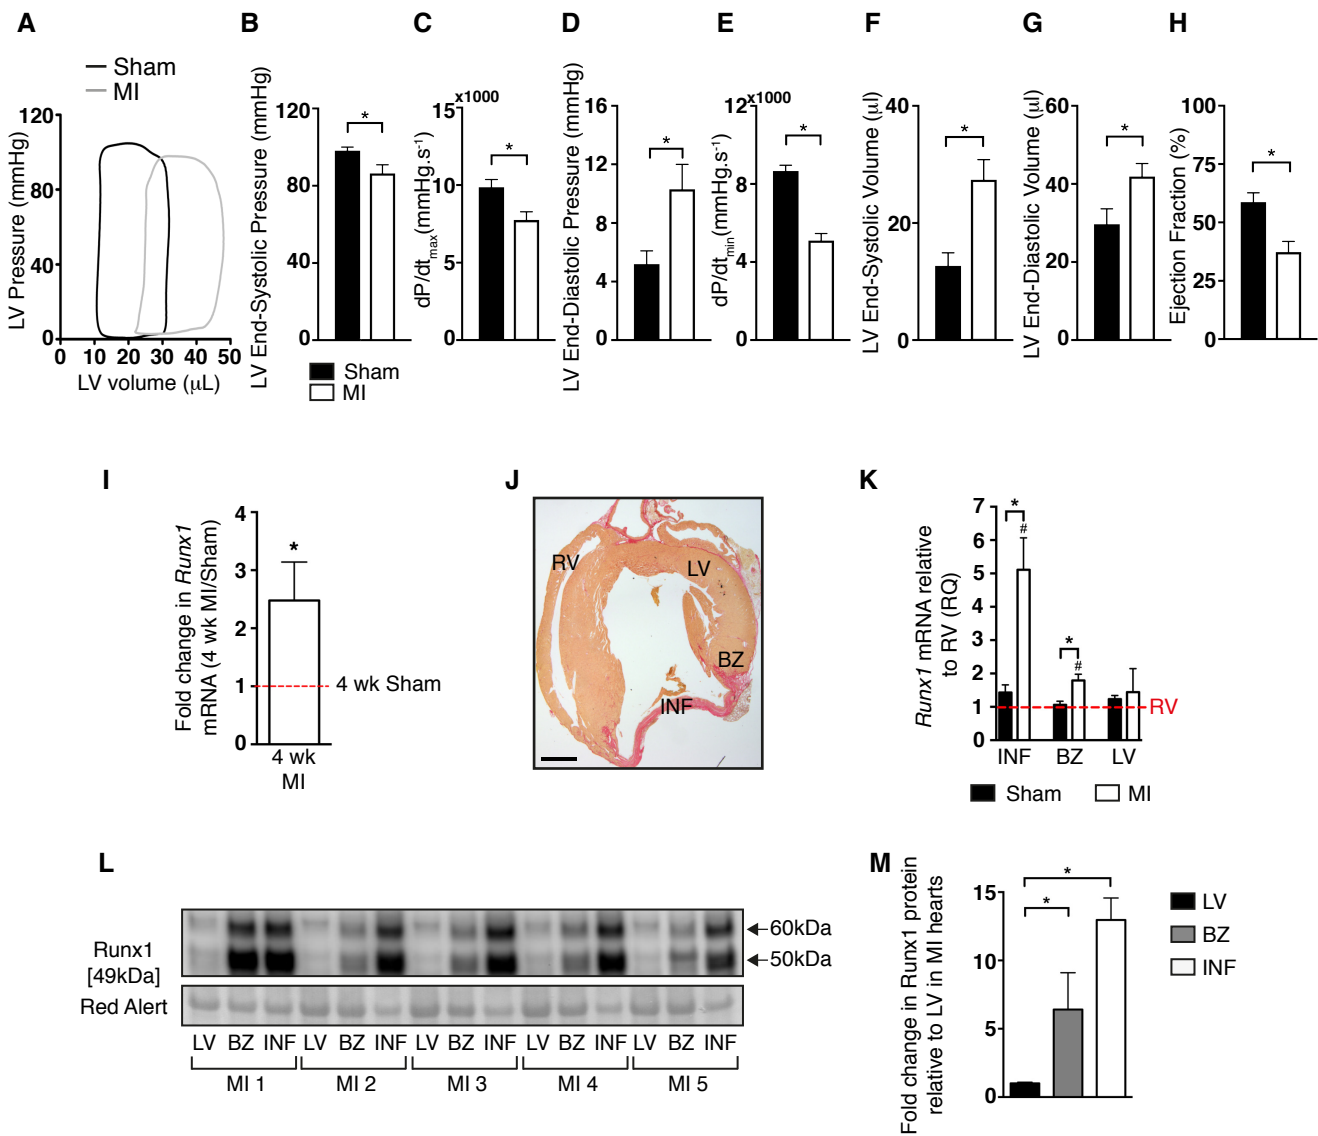 A
B
C
D
E
F
G
H
Sham
MI
LV Pressure (mmHg)
120
80
40
0
0 10 20 30 40 50
LV volume (μL)
LV End-Systolic Pressure (mmHg)
120
80
40
0
*
Sham
MI
x1000
dP/dtmax(mmHg.s-1)
15
10
5
0
*
LV End-Diastolic Pressure (mmHg)
16
12
8
4
0
*
x1000
dP/dtmin(mmHg.s-1)
12
8
4
0
*
LV End-Systolic Volume (μl)
40
20
0
*
LV End-Diastolic Volume (μl)
60
40
20
0
*
Ejection Fraction (%)
100
75
50
25
0
*
I
Fold change in Runx1
mRNA (4 wk MI/Sham)
4
3
2
1
0
*
4 wk Sham
4 wk
MI
J
RV
LV
BZ
INF
K
Runx1 mRNA relative
to RV (RQ)
7
6
5
4
3
2
1
0
*
#
*
#
RV
INF BZ LV
Sham MI
L
Runx1
[49kDa]
60kDa
50kDa
Red Alert
LV BZ INF LV BZ INF LV BZ INF LV BZ INF LV BZ INF
MI 1 MI 2 MI 3 MI 4 MI 5
M
Fold change in Runx1 protein
relative to LV in MI hearts
15
10
5
0
*
*
LV
BZ
INF